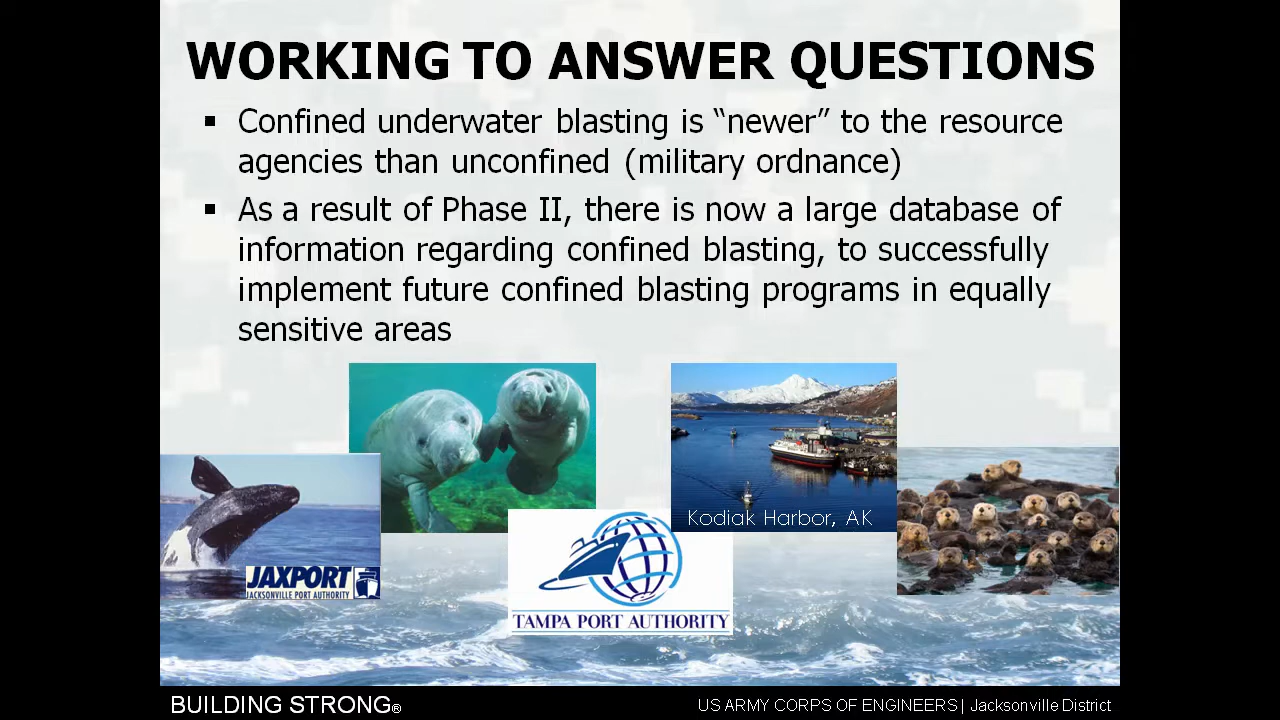 WORKING TO ANSWER QUESTIONS
▪ Confined underwater blasting is “newer” to the resource
agencies than unconfined (military ordnance)
▪ As a result of Phase II, there is now a large database of
information regarding confined blasting, to successfully
implement future confined blasting programs in equally
sensitive areas
Kodiak Harbor, AK
JAXPORT
JACKSONVILLE PORT AUTHORITY
TAMPA PORT AUTHORITY
BUILDING STRONG®
US ARMY CORPS OF ENGINEERS | Jacksonville District